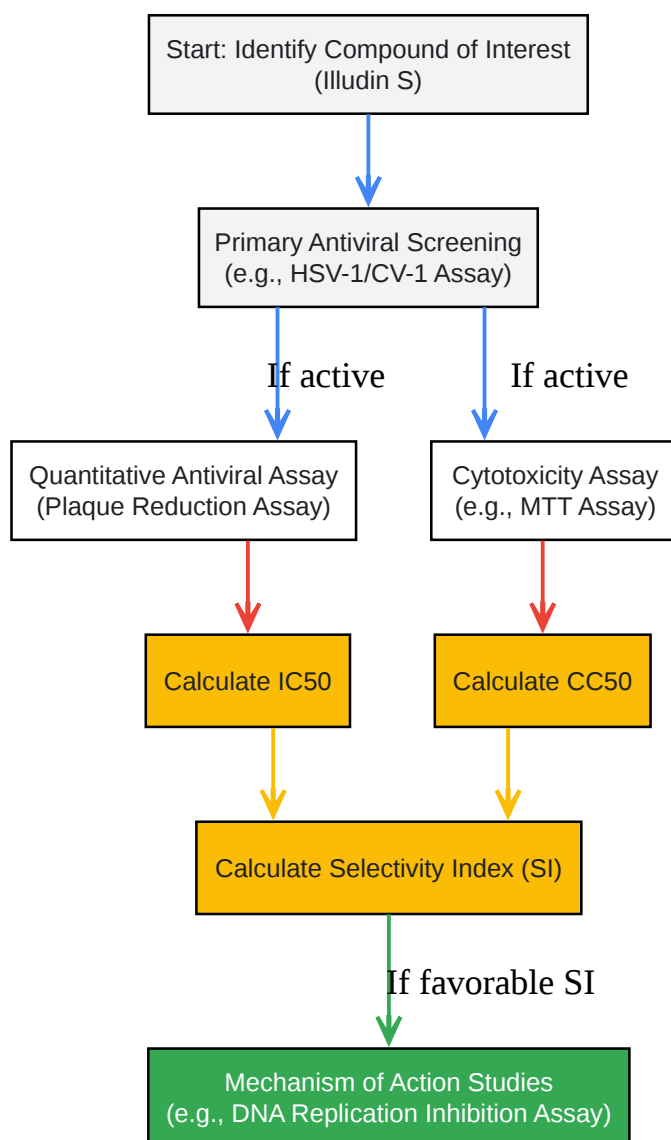 Start: Identify Compound of Interest
(Illudin S)
Primary Antiviral Screening
(e.g., HSV-1/CV-1 Assay)
If active
If active
Quantitative Antiviral Assay
(Plaque Reduction Assay)
Cytotoxicity Assay
(e.g., MTT Assay)
Calculate IC50
Calculate CC50
Calculate Selectivity Index (SI)
If favorable SI
Mechanism of Action Studies
(e.g., DNA Replication Inhibition Assay)